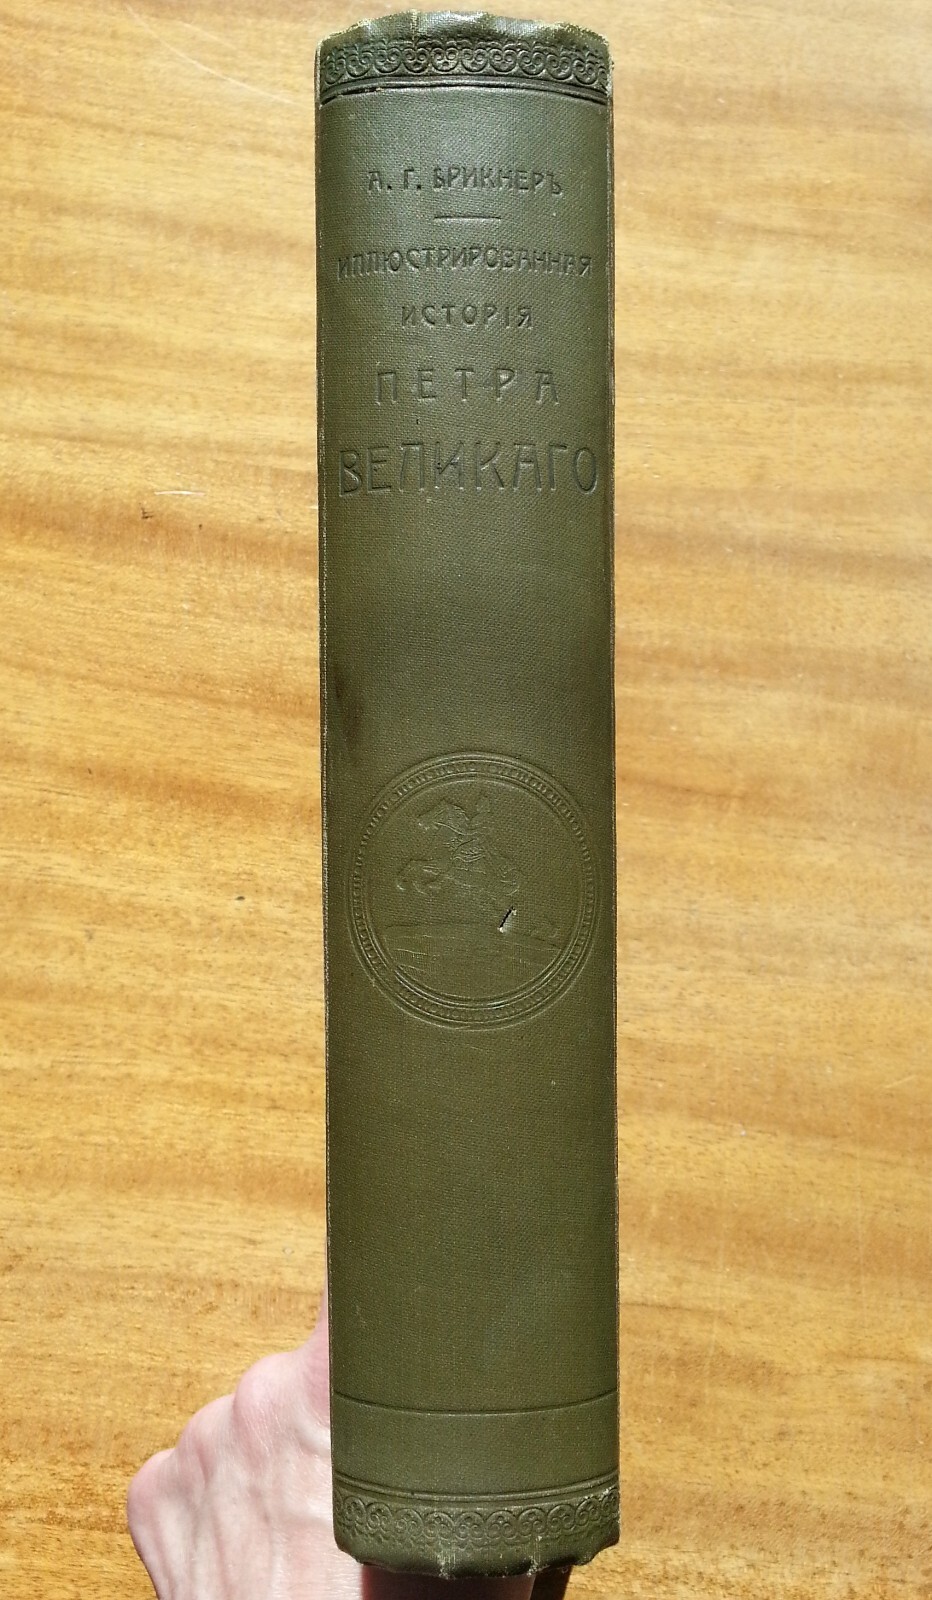 А. Г. БРИКНЕРЪ
ИЛЛЮСТРИРОВАННАЯ
ИСТОРІЯ
ПЕТРА
ВЕЛИКАГО